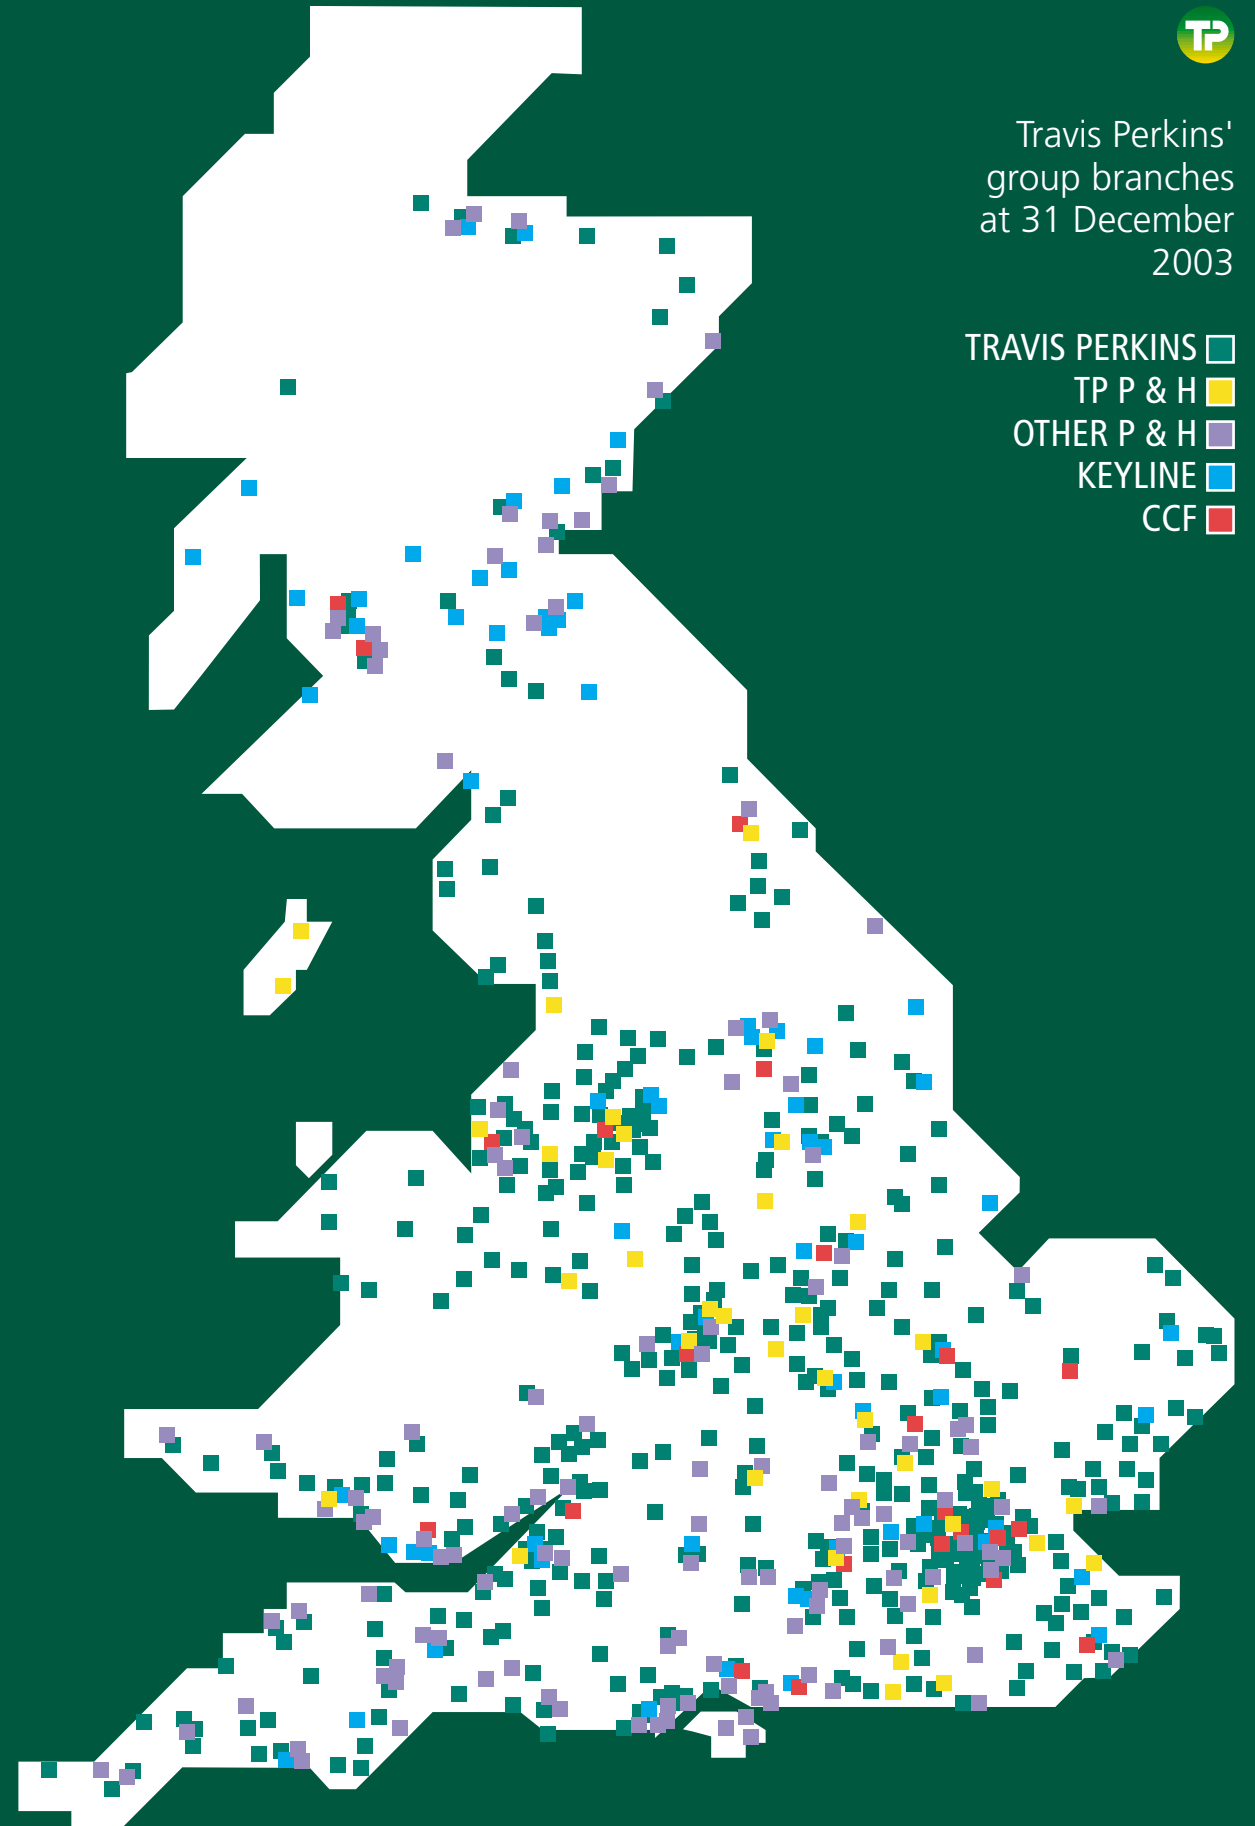 TP
Travis Perkins'
group branches
at 31 December
2003
TRAVIS PERKINS
TP P & H
OTHER P & H
KEYLINE
CCF